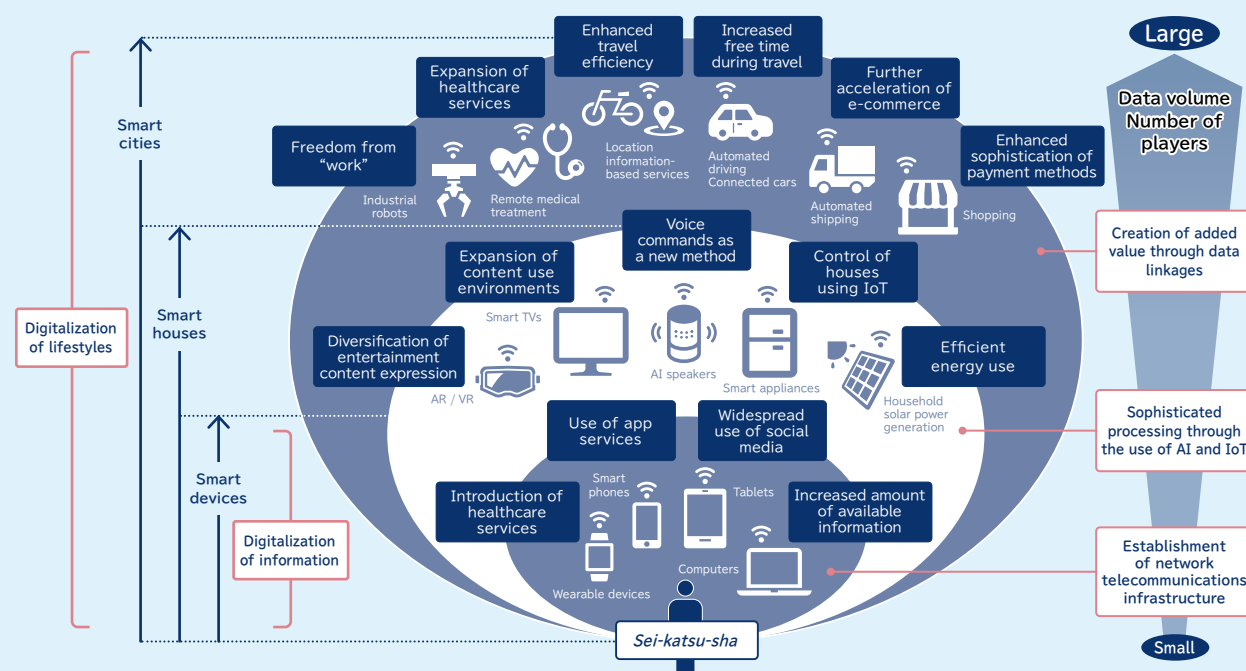 Large
Data volume
Number of
players
Enhanced
travel
efficiency
Increased
free time
during travel
Expansion of
healthcare
services
Further
acceleration of
e-commerce
Freedom from
“work”
Enhanced
sophistication of
payment methods
Smart
cities
Location
information-
based services
Automated
driving
Connected cars
Industrial
robots
Remote medical
treatment
Automated
shipping
Shopping
Voice
commands as
a new method
Creation of added
value through data
linkages
Expansion of
content use
environments
Control of
houses
using IoT
Smart
houses
Smart TVs
Digitalization
of lifestyles
Diversification of
entertainment
content expression
Efficient
energy use
AR / VR
AI speakers
Smart appliances
Household
solar power
generation
Use of app
services
Widespread
use of social
media
Sophisticated
processing through
the use of AI and IoT
Smart
devices
Smart
phones
Tablets
Introduction of
healthcare
services
Increased amount
of available
information
Digitalization
of information
Computers
Wearable devices
Establishment
of network
telecommunications
infrastructure
Sei-katsu-sha
Small